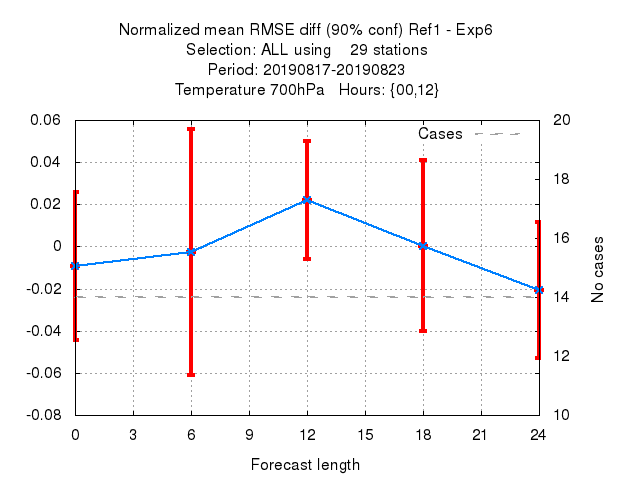 Normalized mean RMSE diff (90% conf) Ref1 - Exp6
Selection: ALL using    29 stations
Period: 20190817-20190823
Temperature 700hPa   Hours: {00,12}
0.06
0.04
0.02
0
-0.02
-0.04
-0.06
-0.08
Cases
20
18
16
14
12
10
No cases
0 3 6 9 12 15 18 21 24
Forecast length